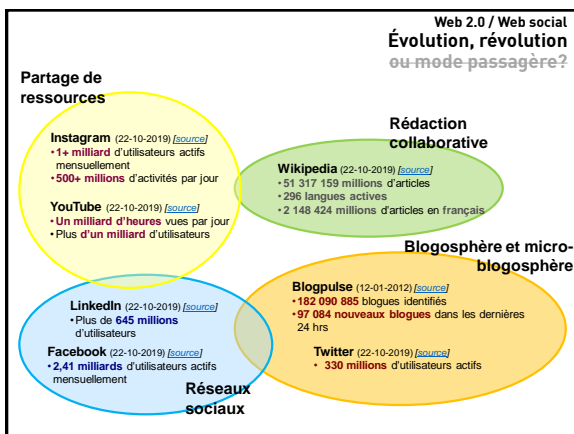 Web 2.0 / Web social
Évolution, révolution
ou mode passagère?
Partage de
ressources
Instagram (22-10-2019) [source]
•1+ milliard d'utilisateurs actifs
mensuellement
•500+ millions d'activités par jour
YouTube (22-10-2019) [source]
•Un milliard d'heures vues par jour
•Plus d'un milliard d'utilisateurs
Rédaction
collaborative
Wikipedia (22-10-2019) [source]
•51 317 159 millions d'articles
•296 langues actives
•2 148 424 millions d'articles en français
Blogosphère et micro-
blogosphère
Blogpulse (12-01-2012) [source]
•182 090 885 blogues identifiés
•97 084 nouveaux blogues dans les dernières
24 hrs
Twitter (22-10-2019) [source]
• 330 millions d'utilisateurs actifs
LinkedIn (22-10-2019) [source]
•Plus de 645 millions
d'utilisateurs
Facebook (22-10-2019) [source]
•2,41 milliards d'utilisateurs actifs
mensuellement
Réseaux
sociaux